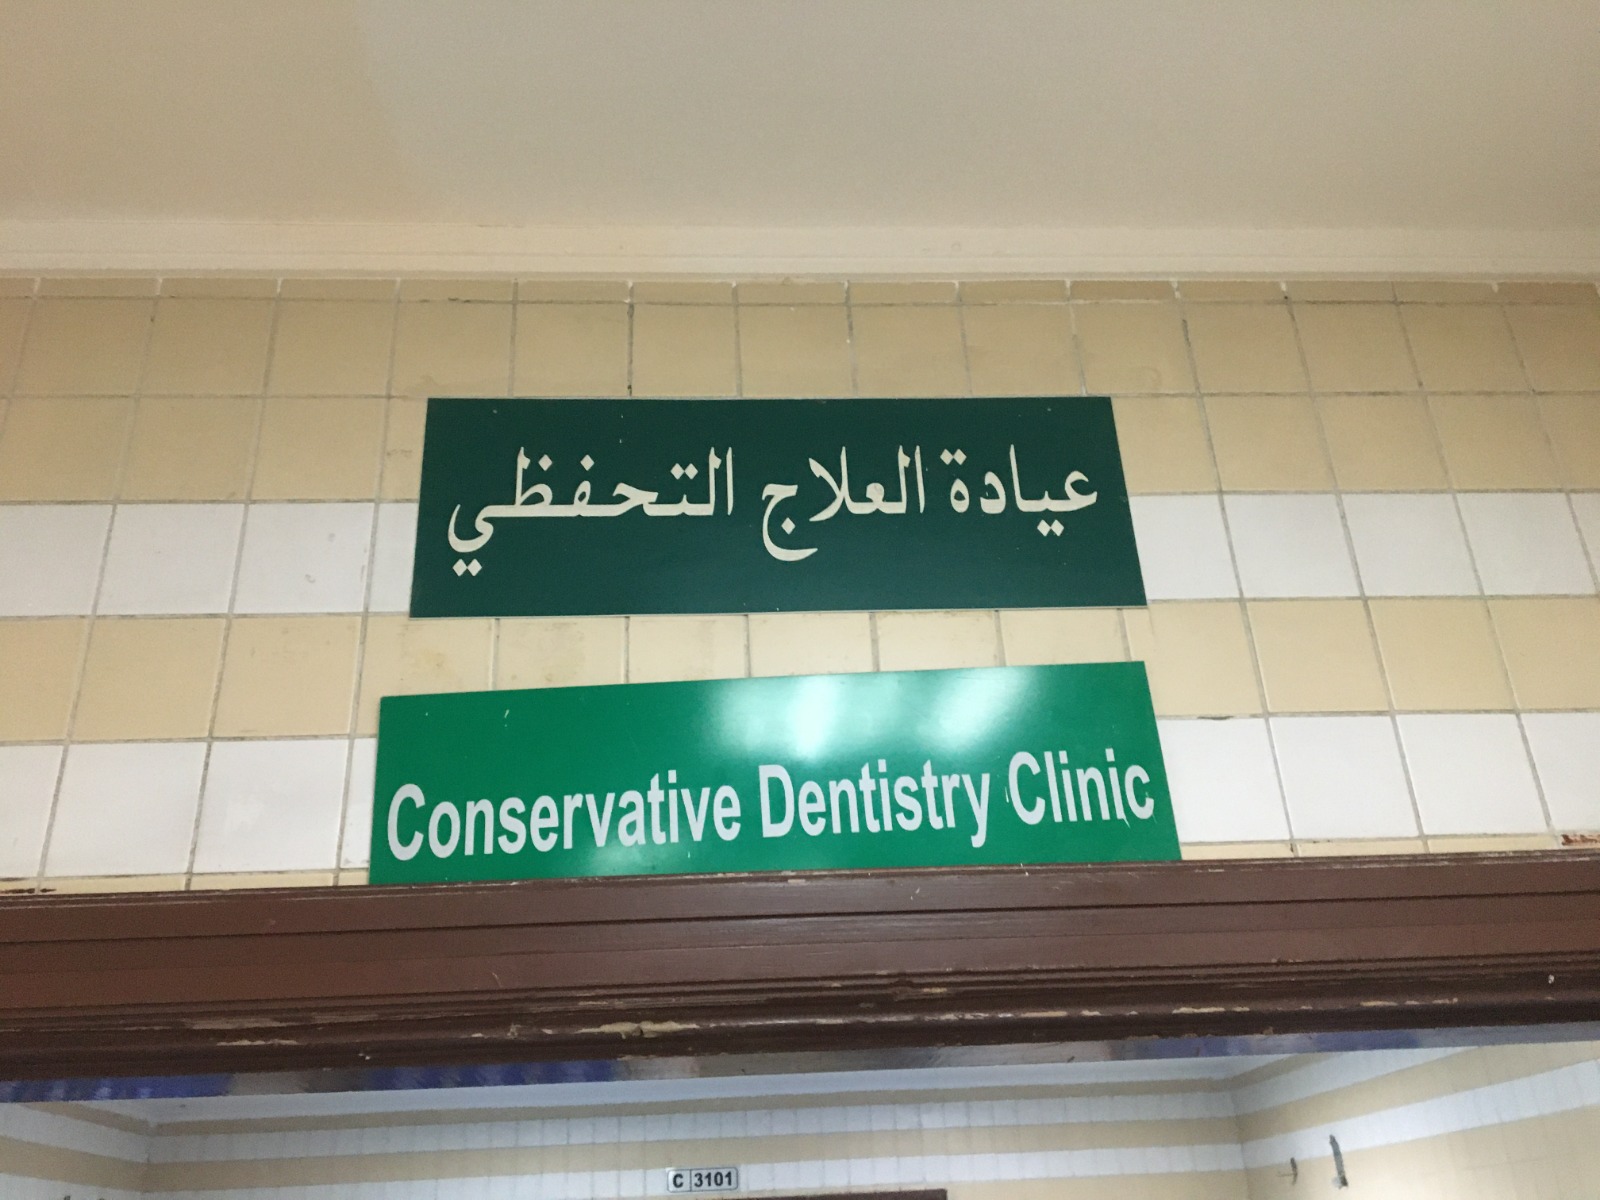 عيادة العلاج التحفظي
Conservative Dentistry Clinic
C 3101